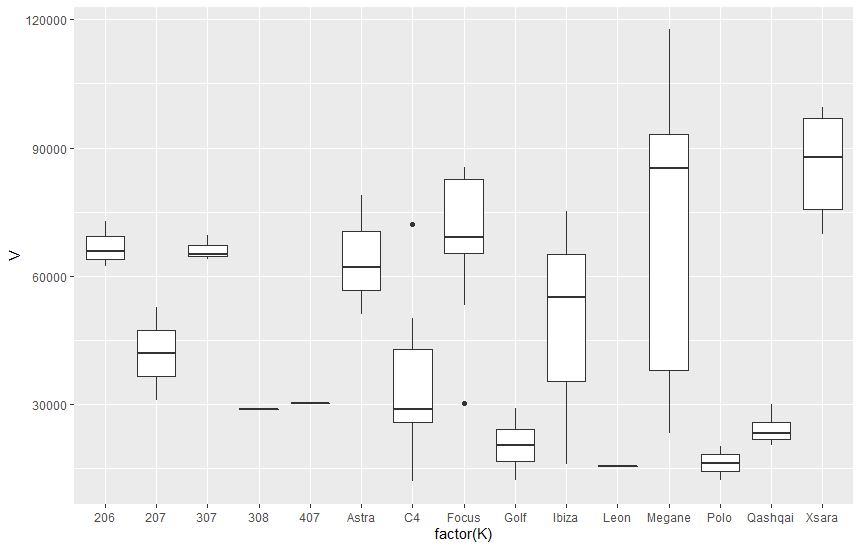 120000
90000
60000
30000
V
206 207 307 308 407 Astra C4 Focus Golf Ibiza Leon Megane Polo Qashqai Xsara
factor(K)